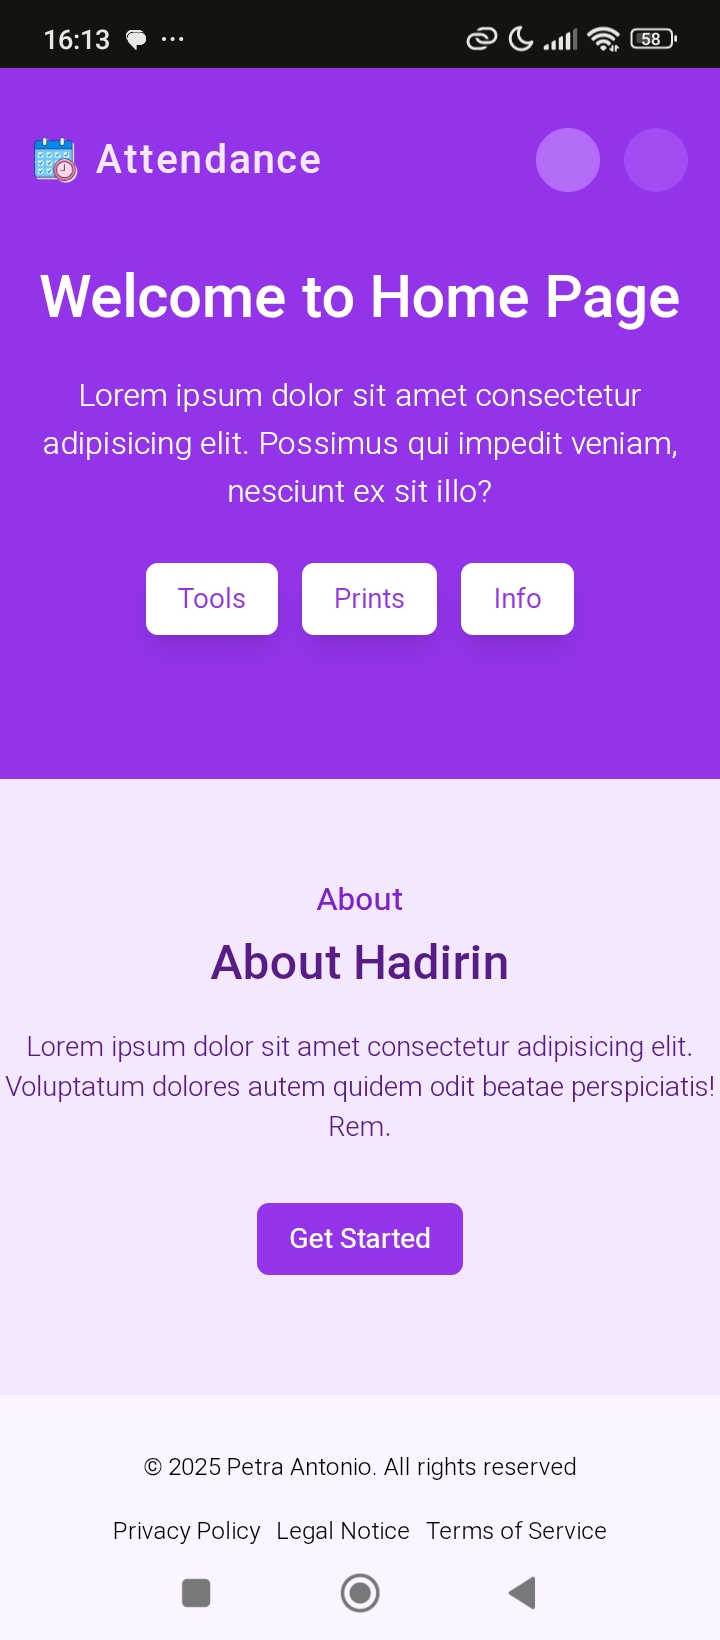 16:13
58
Attendance
Welcome to Home Page
Lorem ipsum dolor sit amet consectetur
adipisicing elit. Possimus qui impedit veniam,
nesciunt ex sit illo?
Tools Prints Info
About
About Hadirin
Lorem ipsum dolor sit amet consectetur adipisicing elit.
Voluptatum dolores autem quidem odit beatae perspiciatis!
Rem.
Get Started
© 2025 Petra Antonio. All rights reserved
Privacy Policy Legal Notice Terms of Service